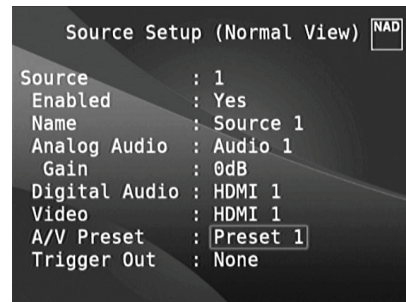 Source Setup (Normal View) NAD
Source : 1
Enabled : Yes
Name : Source 1
Analog Audio : Audio 1
Gain : 0dB
Digital Audio : HDMI 1
Video : HDMI 1
A/V Preset : Preset 1
Trigger Out : None